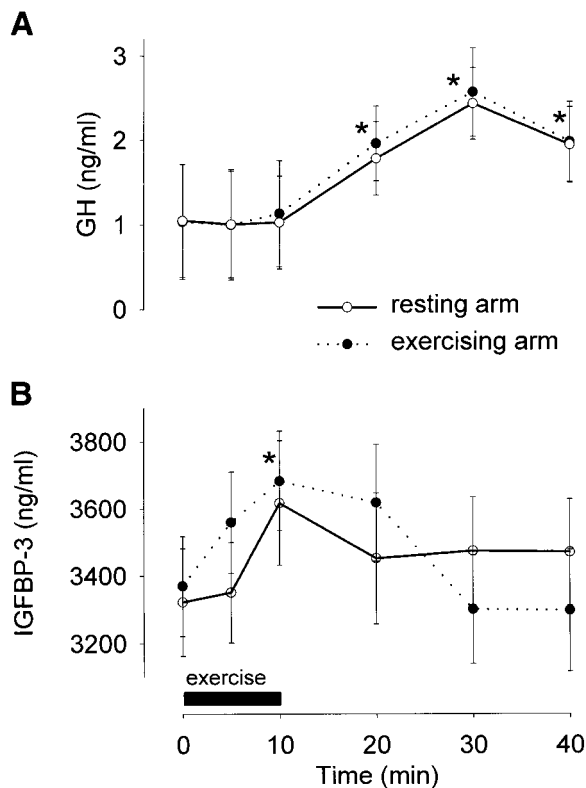 A
3
2
1
0
GH (ng/ml)
*
*
*
resting arm
exercising arm
B
3800
3600
3400
3200
IGFBP-3 (ng/ml)
*
exercise
0 10 20 30 40
Time (min)